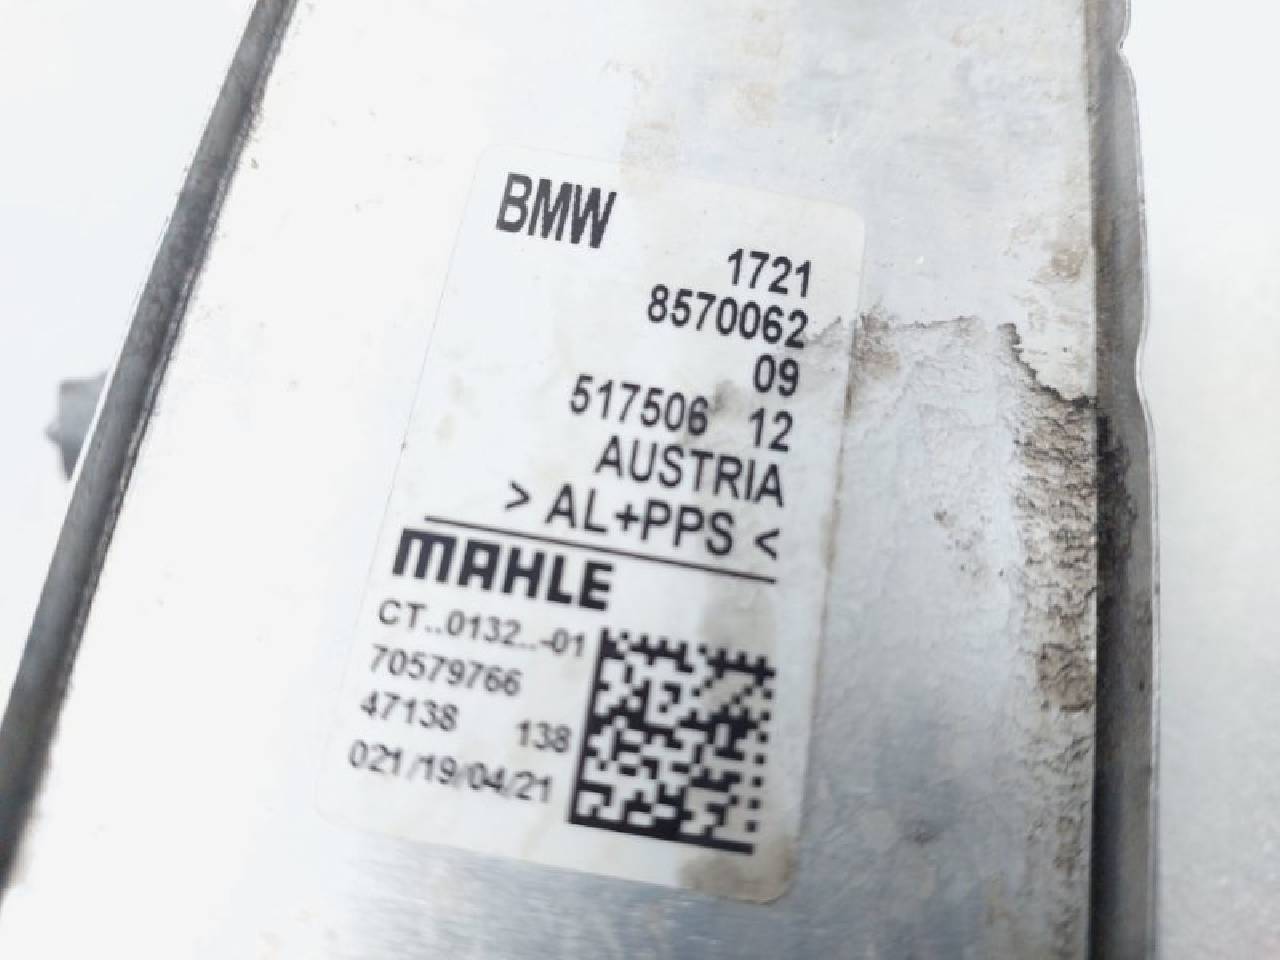 BMW
1721
8570062
09
517506 12
AUSTRIA
> AL+PPS <
MAHLE
CT..0132..-01
70579766
47138 138
021/19/04/21